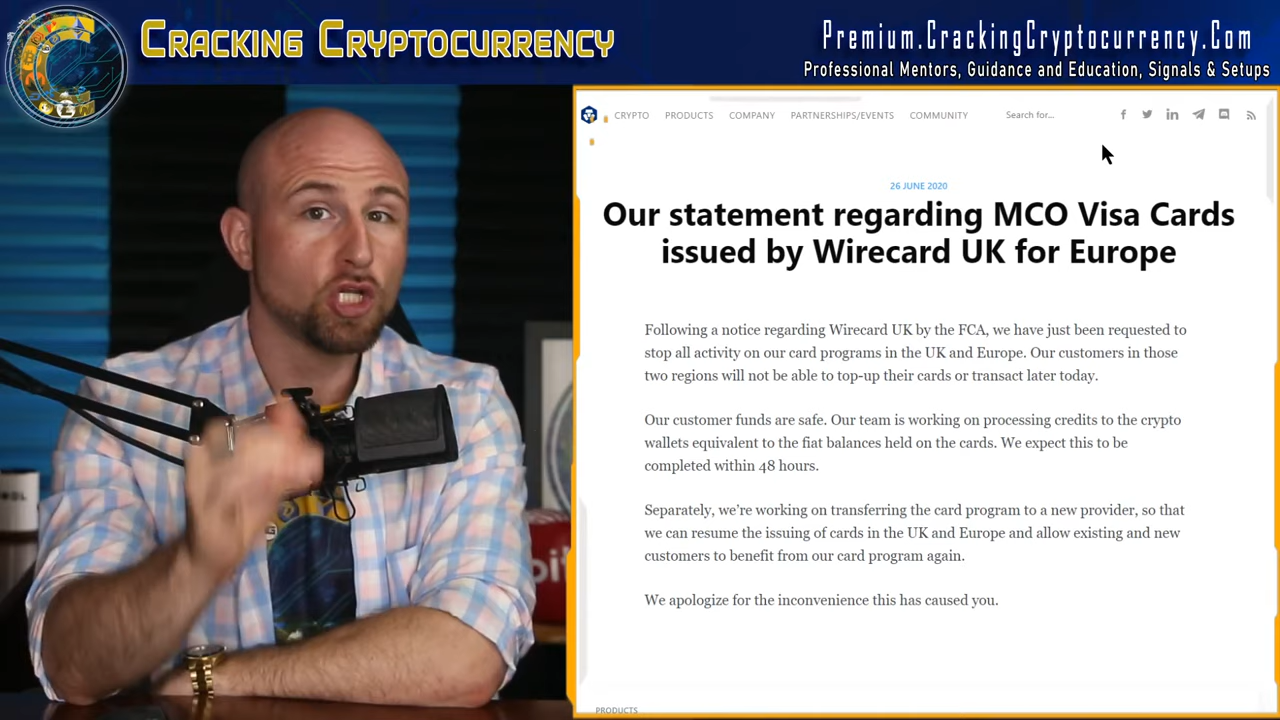 Cracking Cryptocurrency
Premium.CrackingCryptocurrency.Com
Professional Mentors, Guidance and Education, Signals & Setups
CRYPTO PRODUCTS COMPANY PARTNERSHIPS/EVENTS COMMUNITY Search for...
26 JUNE 2020
Our statement regarding MCO Visa Cards
issued by Wirecard UK for Europe
Following a notice regarding Wirecard UK by the FCA, we have just been requested to
stop all activity on our card programs in the UK and Europe. Our customers in those
two regions will not be able to top-up their cards or transact later today.
Our customer funds are safe. Our team is working on processing credits to the crypto
wallets equivalent to the fiat balances held on the cards. We expect this to be
completed within 48 hours.
Separately, we're working on transferring the card program to a new provider, so that
we can resume the issuing of cards in the UK and Europe and allow existing and new
customers to benefit from our card program again.
We apologize for the inconvenience this has caused you.
PRODUCTS